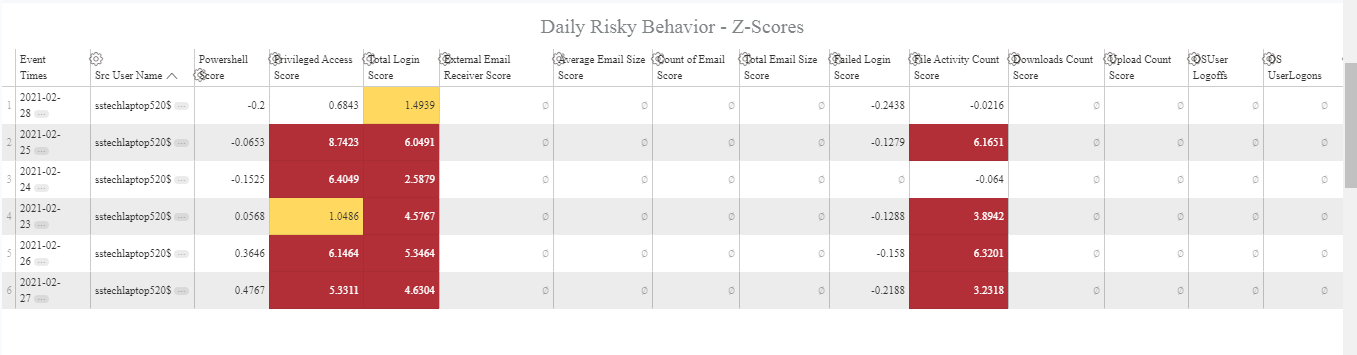 Daily Risky Behavior - Z-Scores
Event Times Src User Name Powershell Score Privileged Access Score Total Login Score External Email Receiver Score Average Email Size Score Count of Email Score Total Email Size Score Failed Login Score File Activity Count Score Downloads Count Score Upload Count Score OSUser Logoffs OS UserLogons
1 2021-02-28 sstechlaptop520$ -0.2 0.6843 1.4939 ∅ ∅ ∅ ∅ -0.2438 -0.0216 ∅ ∅ ∅ ∅
2 2021-02-25 sstechlaptop520$ -0.0653 8.7423 6.0491 ∅ ∅ ∅ ∅ -0.1279 6.1651 ∅ ∅ ∅ ∅
3 2021-02-24 sstechlaptop520$ -0.1525 6.4049 2.5879 ∅ ∅ ∅ ∅ ∅ -0.064 ∅ ∅ ∅ ∅
4 2021-02-23 sstechlaptop520$ 0.0568 1.0486 4.5767 ∅ ∅ ∅ ∅ -0.1288 3.8942 ∅ ∅ ∅ ∅
5 2021-02-26 sstechlaptop520$ 0.3646 6.1464 5.3464 ∅ ∅ ∅ ∅ -0.158 6.3201 ∅ ∅ ∅ ∅
6 2021-02-27 sstechlaptop520$ 0.4767 5.3311 4.6304 ∅ ∅ ∅ ∅ -0.2188 3.2318 ∅ ∅ ∅ ∅